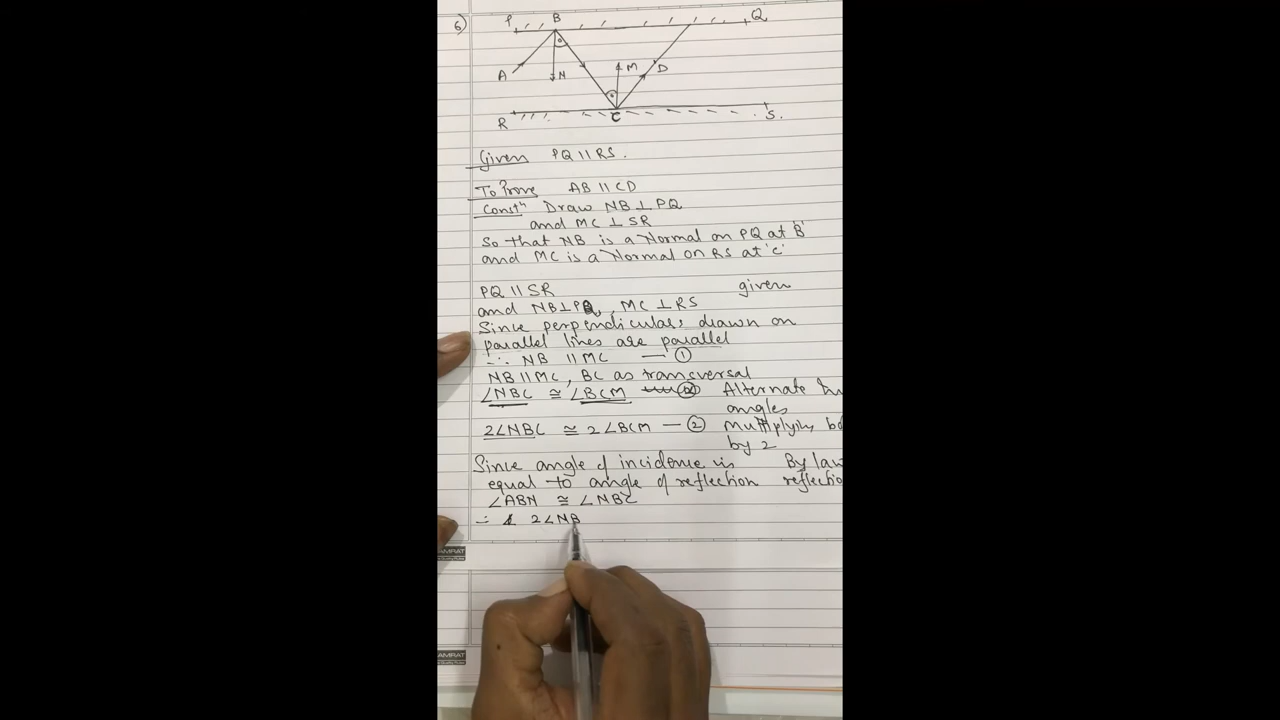 6)
P B Q
A N M D
R C S.
Given PQ || RS.
To Prove AB || CD
Constⁿ Draw NB ⊥ PQ
and MC ⊥ SR
So that NB is a Normal on PQ at 'B'
and MC is a Normal on RS at 'C'
PQ || SR given
and NB ⊥ PQ, MC ⊥ RS
Since perpendiculars drawn on
parallel lines are parallel
∴ NB || MC — ①
NB || MC, BC as transversal
∠NBC ≅ ∠BCM Alternate In
angles
2∠NBC ≅ 2∠BCM — ② Multiplying bo
by 2
Since angle of incidence is By law
equal to angle of reflection reflectio
∠ABN ≅ ∠NBC
∴ 2∠NB